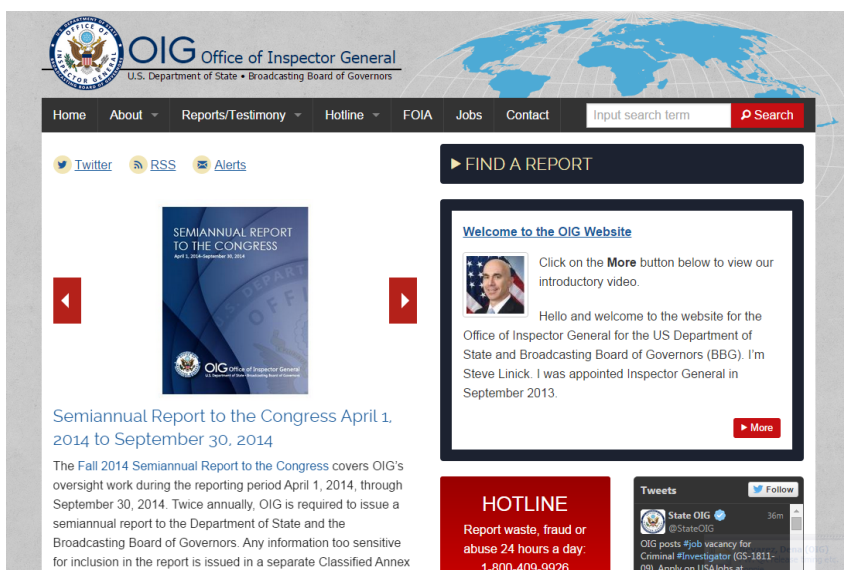 OFFICE OF INSPECTOR GENERAL
OIG Office of Inspector General
U.S. Department of State • Broadcasting Board of Governors
Home About Reports/Testimony Hotline FOIA Jobs Contact Input search term Search
Twitter RSS Alerts
SEMIANNUAL REPORT
TO THE CONGRESS
April 1, 2014-September 30, 2014
OIG Office of Inspector General
U.S. Department of State • Broadcasting Board of Governors
Semiannual Report to the Congress April 1,
2014 to September 30, 2014
The Fall 2014 Semiannual Report to the Congress covers OIG's
oversight work during the reporting period April 1, 2014, through
September 30, 2014. Twice annually, OIG is required to issue a
semiannual report to the Department of State and the
Broadcasting Board of Governors. Any information too sensitive
for inclusion in the report is issued in a separate Classified Annex
FIND A REPORT
Welcome to the OIG Website
Click on the More button below to view our
introductory video.
Hello and welcome to the website for the
Office of Inspector General for the US Department of
State and Broadcasting Board of Governors (BBG). I'm
Steve Linick. I was appointed Inspector General in
September 2013.
More
HOTLINE
Report waste, fraud or
abuse 24 hours a day:
1-800-409-9926
Tweets Follow
State OIG 36m
@StateOIG
OIG posts #job vacancy for
Criminal #Investigator (GS-1811-
09). Apply on USAJobs at